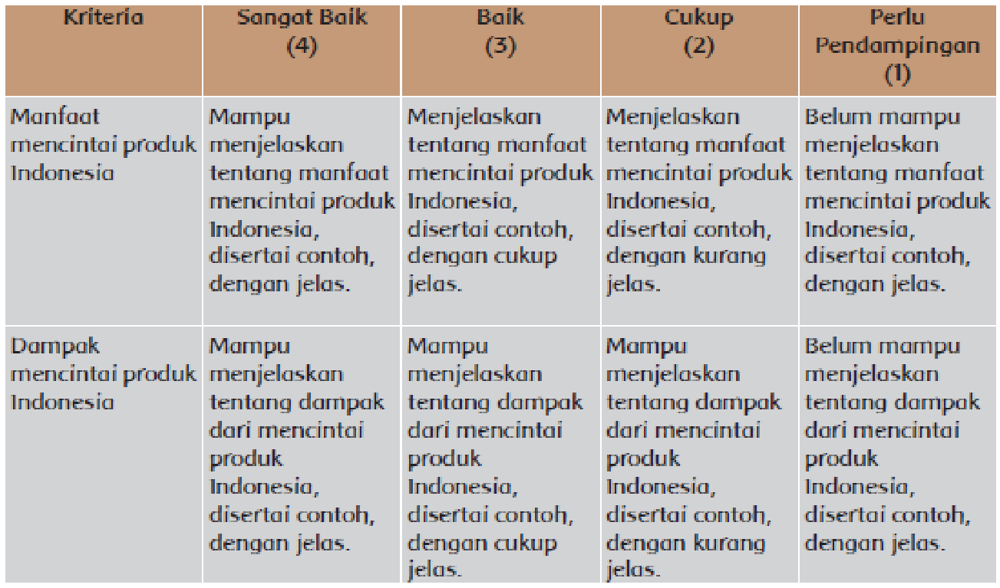 Kriteria
Sangat Baik
(4)
Baik
(3)
Cukup
(2)
Perlu
Pendampingan
(1)
Manfaat
mencintai produk
Indonesia
Mampu
menjelaskan
tentang manfaat
mencintai produk
Indonesia,
disertai contoh,
dengan jelas.
Menjelaskan
tentang manfaat
mencintai produk
Indonesia,
disertai contoh,
dengan cukup
jelas.
Menjelaskan
tentang manfaat
mencintai produk
Indonesia,
disertai contoh,
dengan kurang
jelas.
Belum mampu
menjelaskan
tentang manfaat
mencintai produk
Indonesia,
disertai contoh,
dengan jelas.
Dampak
mencintai produk
Indonesia
Mampu
menjelaskan
tentang dampak
dari mencintai
produk
Indonesia,
disertai contoh,
dengan jelas.
Mampu
menjelaskan
tentang dampak
dari mencintai
produk
Indonesia,
disertai contoh,
dengan cukup
jelas.
Mampu
menjelaskan
tentang dampak
dari mencintai
produk
Indonesia,
disertai contoh,
dengan kurang
jelas.
Belum mampu
menjelaskan
tentang dampak
dari mencintai
produk
Indonesia,
disertai contoh,
dengan jelas.